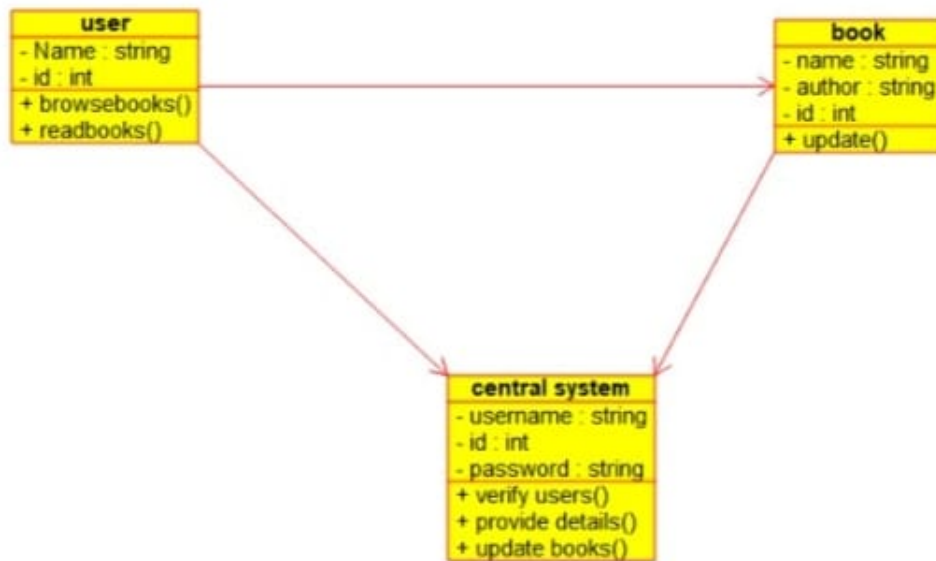 user
- Name : string
- id : int
+ browsebooks()
+ readbooks()
book
- name : string
- author : string
- id : int
+ update()
central system
- username : string
- id : int
- password : string
+ verify users()
+ provide details()
+ update books()